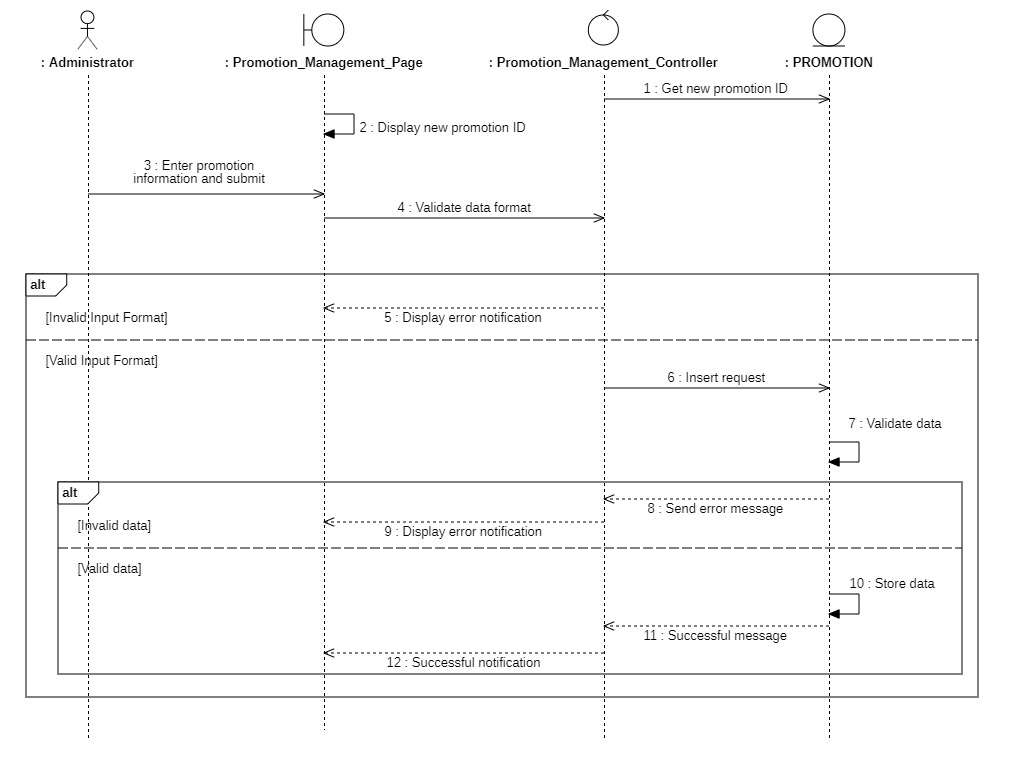 : Administrator
: Promotion_Management_Page
: Promotion_Management_Controller
: PROMOTION
1 : Get new promotion ID
2 : Display new promotion ID
3 : Enter promotion
information and submit
4 : Validate data format
alt
5 : Display error notification
[Invalid Input Format]
[Valid Input Format]
6 : Insert request
7 : Validate data
alt
8 : Send error message
[Invalid data]
9 : Display error notification
[Valid data]
10 : Store data
11 : Successful message
12 : Successful notification